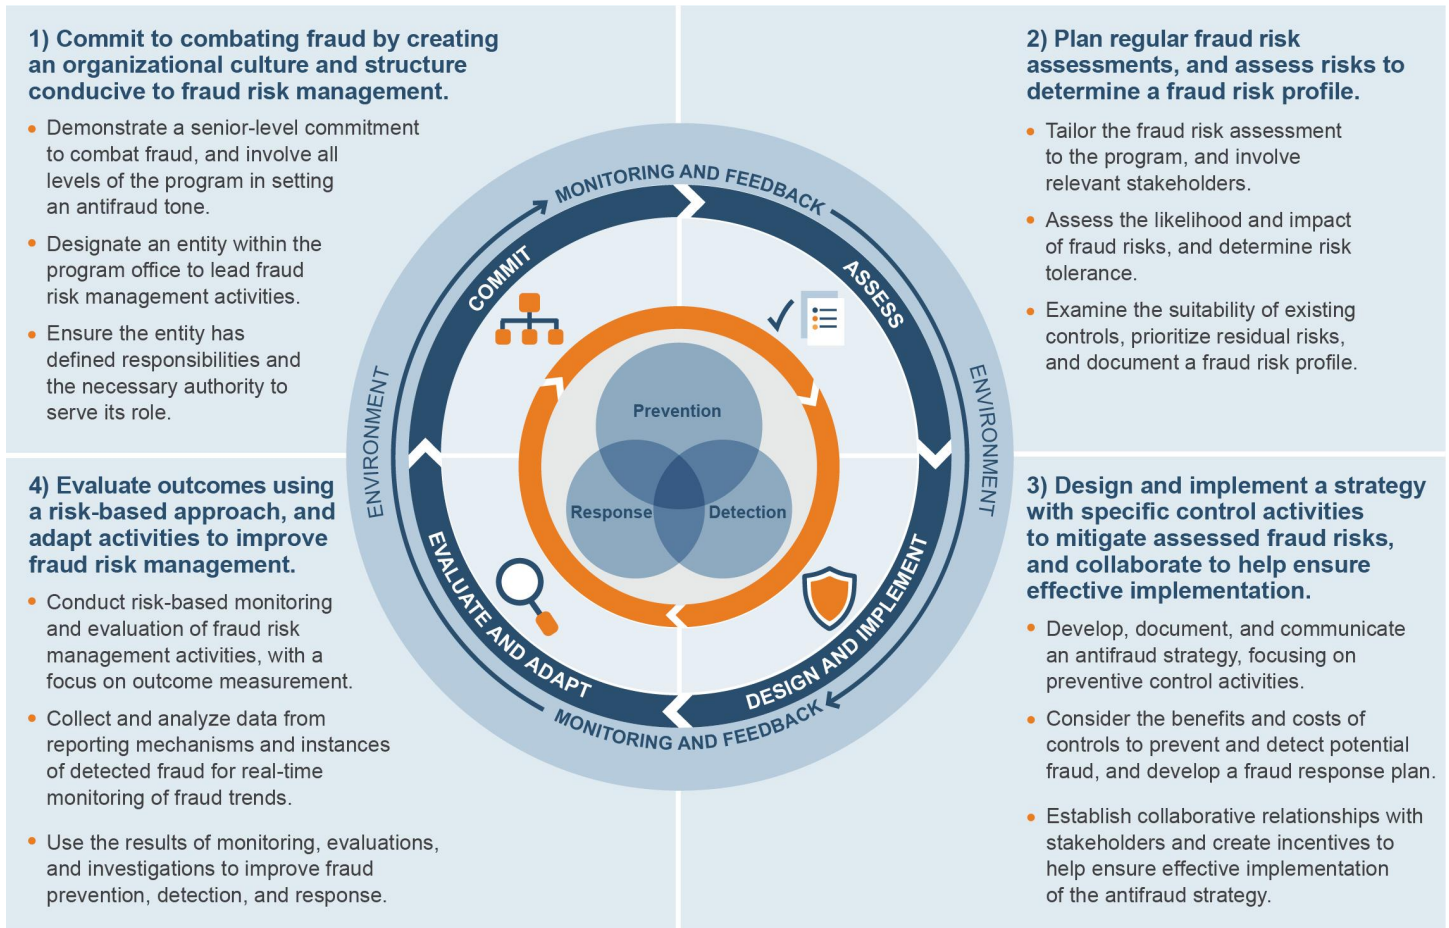 1) Commit to combating fraud by creating
an organizational culture and structure
conducive to fraud risk management.
• Demonstrate a senior-level commitment
to combat fraud, and involve all
levels of the program in setting
an antifraud tone.
• Designate an entity within the
program office to lead fraud
risk management activities.
• Ensure the entity has
defined responsibilities and
the necessary authority to
serve its role.
2) Plan regular fraud risk
assessments, and assess risks to
determine a fraud risk profile.
• Tailor the fraud risk assessment
to the program, and involve
relevant stakeholders.
• Assess the likelihood and impact
of fraud risks, and determine risk
tolerance.
• Examine the suitability of existing
controls, prioritize residual risks,
and document a fraud risk profile.
MONITORING AND FEEDBACK
COMMIT
ASSESS
ENVIRONMENT
ENVIRONMENT
Prevention
Response
Detection
EVALUATE AND ADAPT
DESIGN AND IMPLEMENT
MONITORING AND FEEDBACK
4) Evaluate outcomes using
a risk-based approach, and
adapt activities to improve
fraud risk management.
• Conduct risk-based monitoring
and evaluation of fraud risk
management activities, with a
focus on outcome measurement.
• Collect and analyze data from
reporting mechanisms and instances
of detected fraud for real-time
monitoring of fraud trends.
• Use the results of monitoring, evaluations,
and investigations to improve fraud
prevention, detection, and response.
3) Design and implement a strategy
with specific control activities
to mitigate assessed fraud risks,
and collaborate to help ensure
effective implementation.
• Develop, document, and communicate
an antifraud strategy, focusing on
preventive control activities.
• Consider the benefits and costs of
controls to prevent and detect potential
fraud, and develop a fraud response plan.
• Establish collaborative relationships with
stakeholders and create incentives to
help ensure effective implementation
of the antifraud strategy.